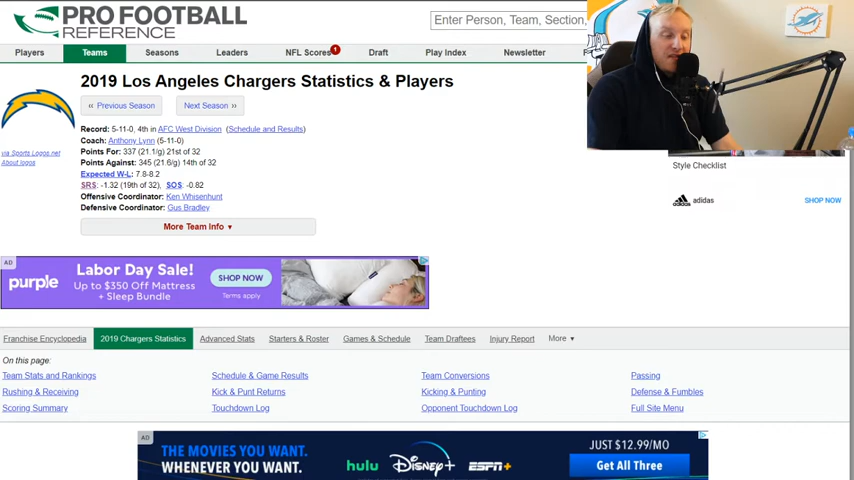 PRO FOOTBALL
REFERENCE
Enter Person, Team, Section,
Players
Teams
Seasons
Leaders
NFL Scores 1
Draft
Play Index
Newsletter
F
2019 Los Angeles Chargers Statistics & Players
‹‹ Previous Season
Next Season ››
Record: 5-11-0, 4th in AFC West Division (Schedule and Results)
Coach: Anthony Lynn (5-11-0)
Points For: 337 (21.1/g) 21st of 32
Points Against: 345 (21.6/g) 14th of 32
Expected W-L: 7.8-8.2
SRS: -1.32 (19th of 32), SOS: -0.82
Offensive Coordinator: Ken Whisenhunt
Defensive Coordinator: Gus Bradley
via Sports Logos.net
About logos
More Team Info ▼
Style Checklist
adidas
SHOP NOW
AD
purple
Labor Day Sale!
Up to $350 Off Mattress
+ Sleep Bundle
SHOP NOW
Terms apply
Franchise Encyclopedia
2019 Chargers Statistics
Advanced Stats
Starters & Roster
Games & Schedule
Team Draftees
Injury Report
More ▼
On this page:
Team Stats and Rankings
Schedule & Game Results
Team Conversions
Passing
Rushing & Receiving
Kick & Punt Returns
Kicking & Punting
Defense & Fumbles
Scoring Summary
Touchdown Log
Opponent Touchdown Log
Full Site Menu
AD
THE MOVIES YOU WANT.
WHENEVER YOU WANT.
hulu
Disney+
ESPN+
JUST $12.99/MO
Get All Three